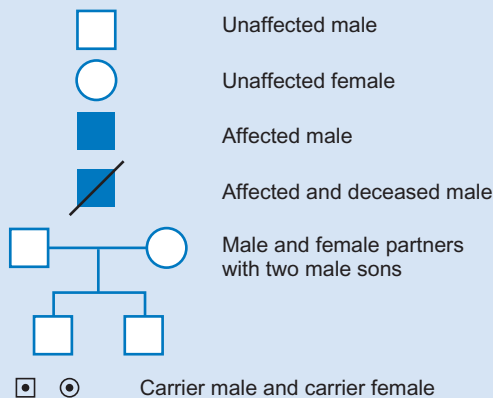 Unaffected male
Unaffected female
Affected male
Affected and deceased male
Male and female partners
with two male sons
Carrier male and carrier female